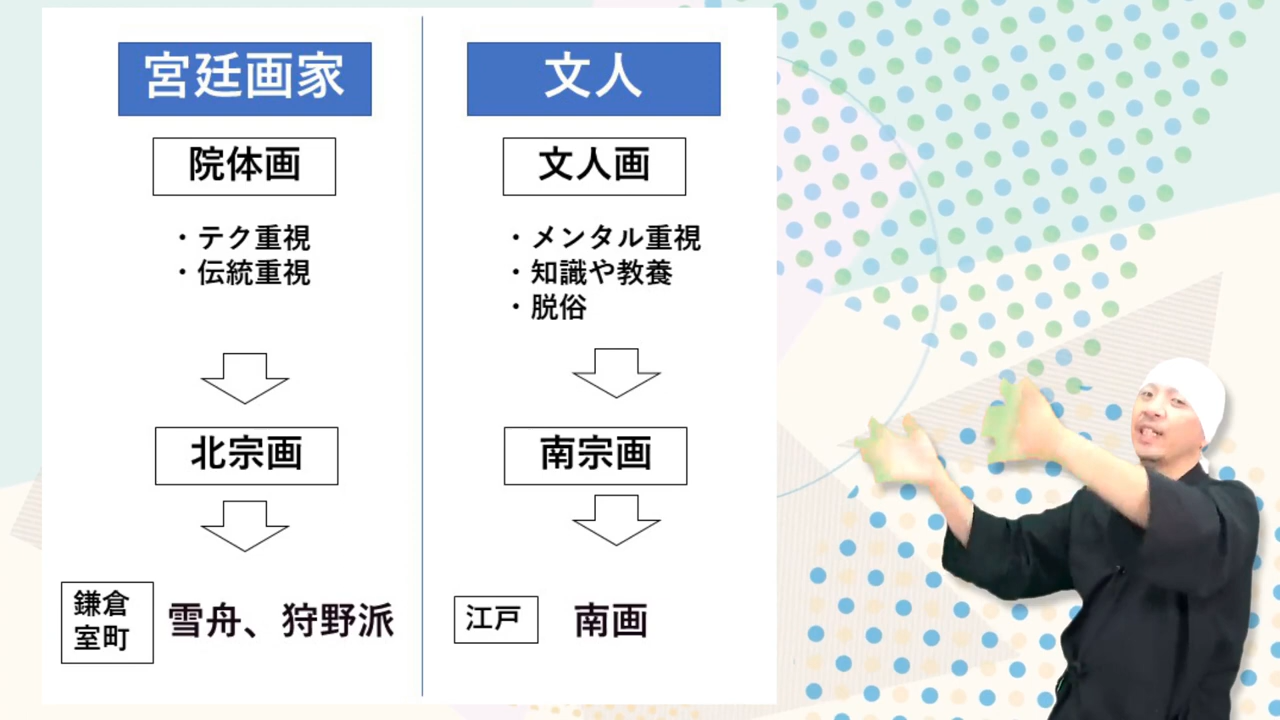 宮廷画家
院体画
・テク重視
・伝統重視
北宗画
鎌倉
室町
雪舟、狩野派
文人
文人画
・メンタル重視
・知識や教養
・脱俗
南宗画
江戸
南画